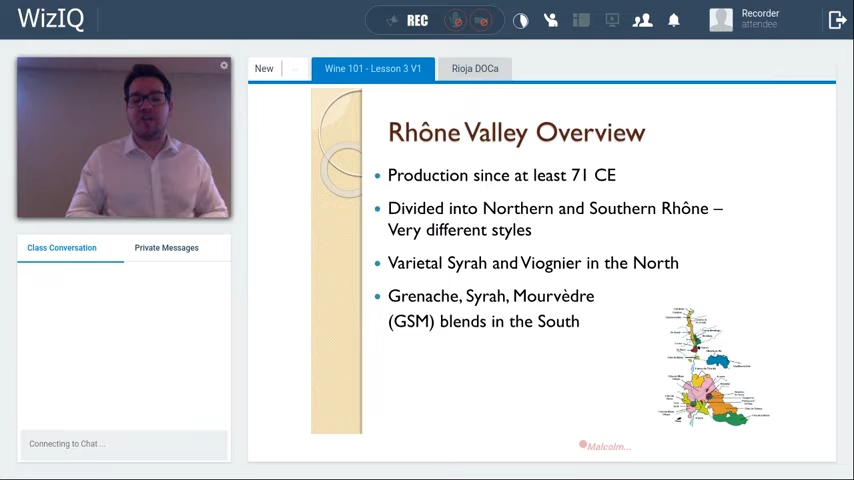 WizIQ
REC
Recorder
attendee
New
Wine 101 - Lesson 3 V1
Rioja DOCa
Rhône Valley Overview
Production since at least 71 CE
Divided into Northern and Southern Rhône –
Very different styles
Varietal Syrah and Viognier in the North
Grenache, Syrah, Mourvèdre
(GSM) blends in the South
Class Conversation
Private Messages
Connecting to Chat ...
Malcolm...